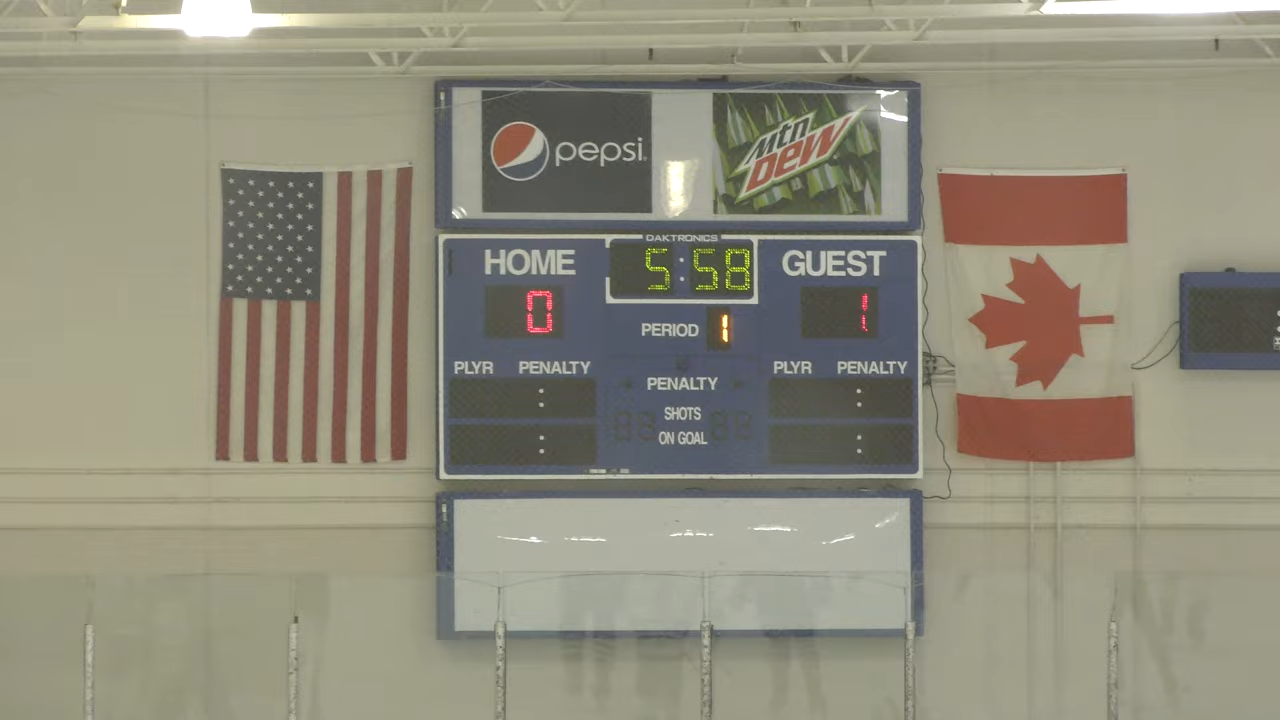 pepsi
Mtn
DEW
DAKTRONICS
HOME 5:58 GUEST
0 1
PERIOD 1
PLYR PENALTY PLYR PENALTY
PENALTY
SHOTS
ON GOAL